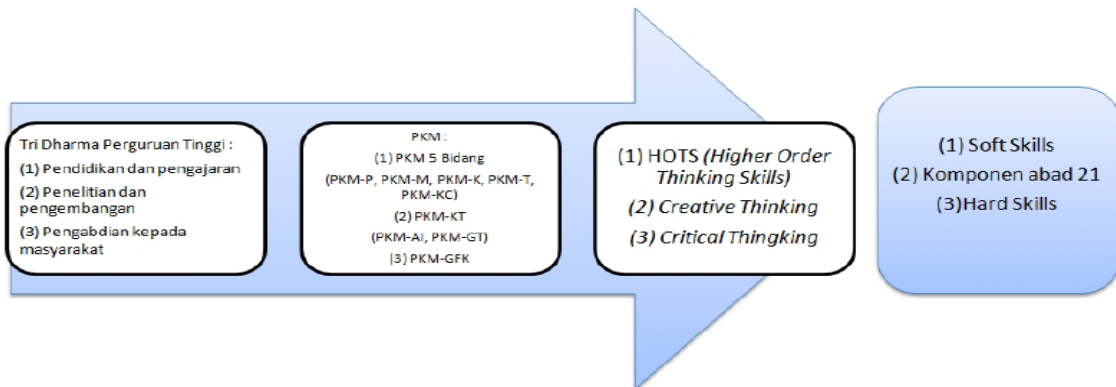 Tri Dharma Perguruan Tinggi :
(1) Pendidikan dan pengajaran
(2) Penelitian dan
pengembangan
(3) Pengabdian kepada
masyarakat
PKM :
(1) PKM 5 Bidang
(PKM-P, PKM-M, PKM-K, PKM-T,
PKM-KC)
(2) PKM-KT
(PKM-AI, PKM-GT)
(3) PKM-GFK
(1) HOTS (Higher Order
Thinking Skills)
(2) Creative Thinking
(3) Critical Thingking
(1) Soft Skills
(2) Komponen abad 21
(3)Hard Skills